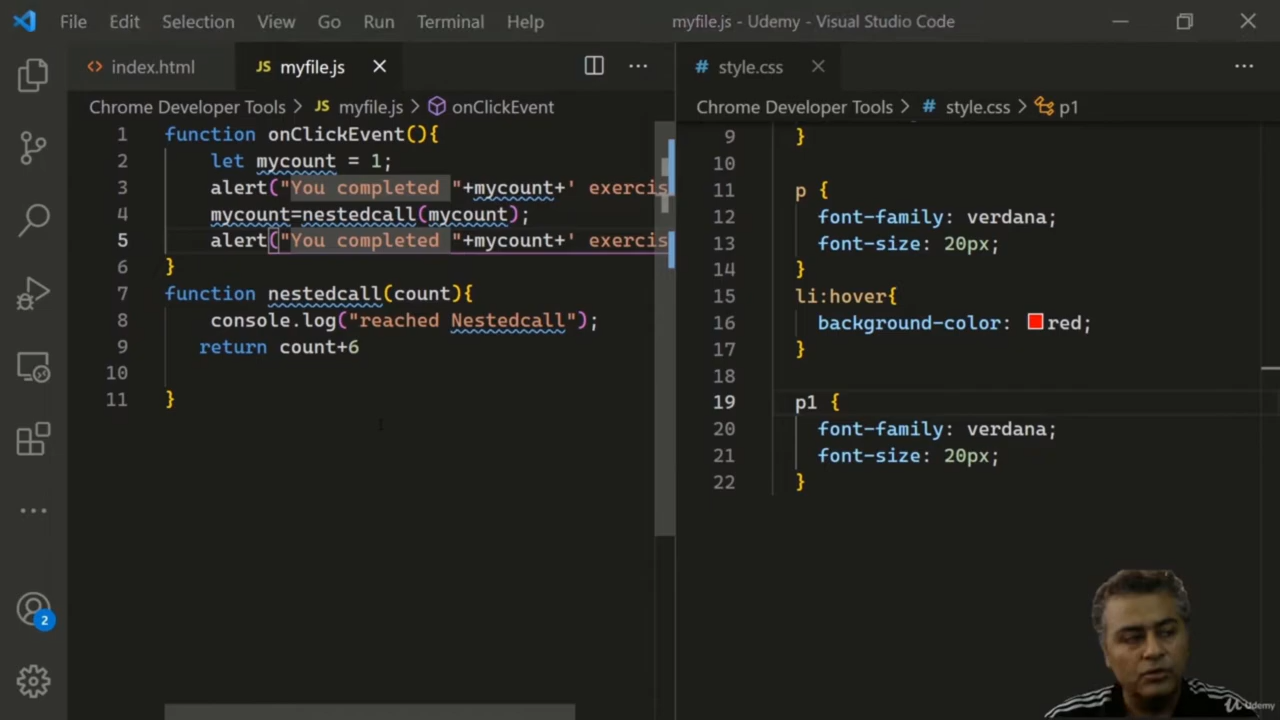 File Edit Selection View Go Run Terminal Help myfile.js - Udemy - Visual Studio Code
index.html JS myfile.js
# style.css
Chrome Developer Tools > JS myfile.js > onClickEvent
Chrome Developer Tools > # style.css > p1
1 function onClickEvent(){
2 let mycount = 1;
3 alert("You completed "+mycount+' exercis
4 mycount=nestedcall(mycount);
5 alert("You completed "+mycount+' exercis
6 }
7 function nestedcall(count){
8 console.log("reached Nestedcall");
9 return count+6
10
11 }
9 }
10
11 p {
12 font-family: verdana;
13 font-size: 20px;
14 }
15 li:hover{
16 background-color: red;
17 }
18
19 p1 {
20 font-family: verdana;
21 font-size: 20px;
22 }
2
Udemy